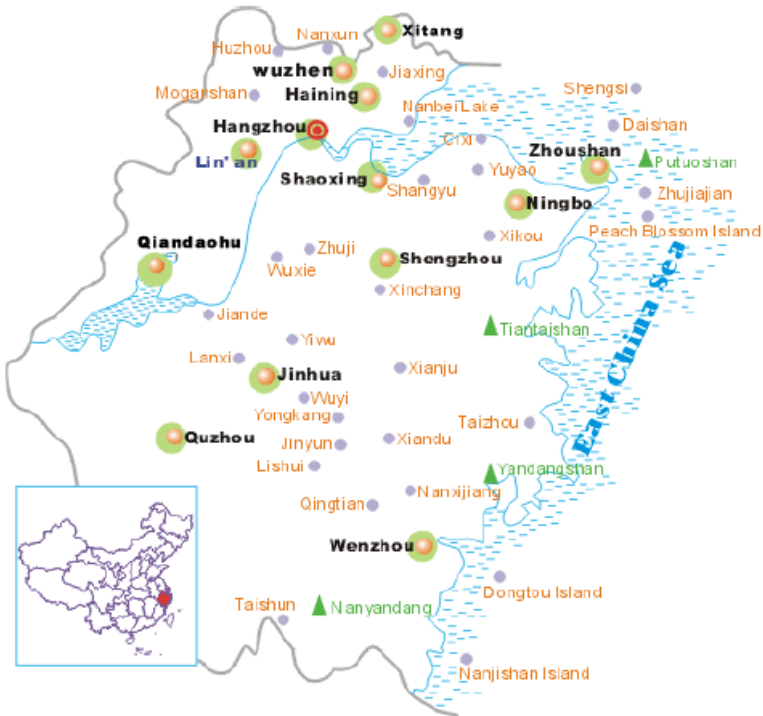 Xitang
Nanxun
Huzhou
wuzhen
Jiaxing
Moganshan
Haining
Shengsi
Nanbei Lake
Hangzhou
Daishan
Cixi
Lin' an
Zhoushan
Putuoshan
Shaoxing
Yuyao
Shangyu
Zhujiajian
Ningbo
Peach Blossom Island
Xikou
Qiandaohu
Zhuji
Wuxie
Shengzhou
East China Sea
Xinchang
Jiande
Tiantaishan
Yiwu
Lanxi
Xianju
Jinhua
Wuyi
Yongkang
Taizhou
Quzhou
Jinyun
Xiandu
Lishui
Yandangshan
Nanxijiang
Qingtian
Wenzhou
Dongtou Island
Taishun
Nanyandang
Nanjishan Island